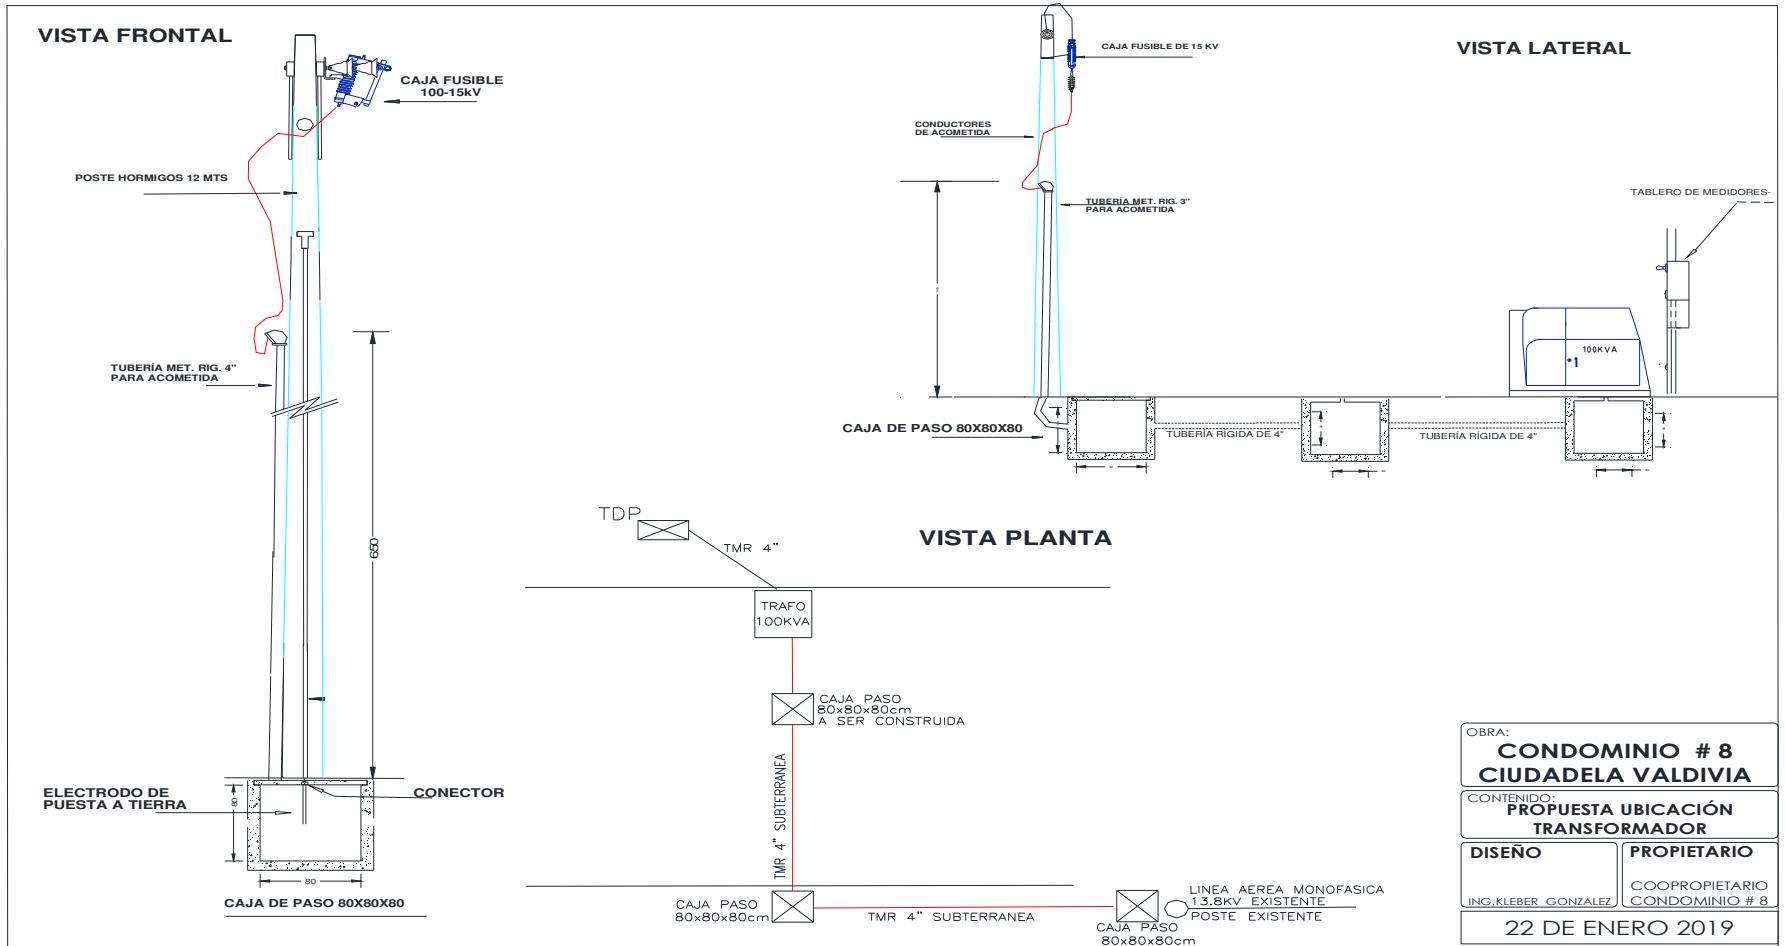 VISTA FRONTAL
CAJA FUSIBLE
100-15kV
POSTE HORMIGOS 12 MTS
TUBERÍA MET. RIG. 4"
PARA ACOMETIDA
650
ELECTRODO DE
PUESTA A TIERRA
CONECTOR
80
80
80
CAJA DE PASO 80X80X80
VISTA LATERAL
CAJA FUSIBLE DE 15 KV
CONDUCTORES
DE ACOMETIDA
TUBERÍA MET. RIG. 3"
PARA ACOMETIDA
TABLERO DE MEDIDORES-
100KVA
1
CAJA DE PASO 80X80X80
TUBERÍA RÍGIDA DE 4"
TUBERÍA RÍGIDA DE 4"
VISTA PLANTA
TDP
TMR 4"
TRAFO
100KVA
CAJA PASO
80x80x80cm
A SER CONSTRUIDA
TMR 4" SUBTERRANEA
CAJA PASO
80x80x80cm
TMR 4" SUBTERRANEA
CAJA PASO
80x80x80cm
LINEA AEREA MONOFASICA
13.8KV EXISTENTE
POSTE EXISTENTE
OBRA:
CONDOMINIO # 8
CIUDADELA VALDIVIA
CONTENIDO:
PROPUESTA UBICACIÓN
TRANSFORMADOR
DISEÑO
ING.KLEBER GONZALEZ
PROPIETARIO
COOPROPIETARIO
CONDOMINIO # 8
22 DE ENERO 2019